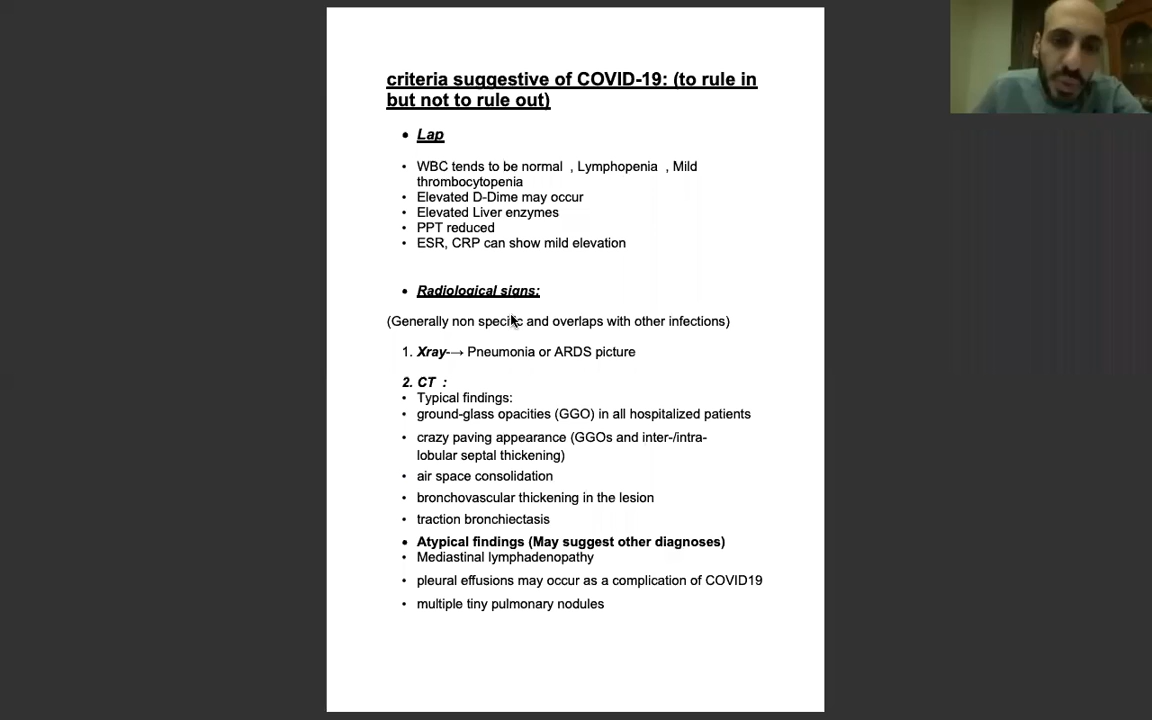 criteria suggestive of COVID-19: (to rule in
but not to rule out)
• Lap
• WBC tends to be normal , Lymphopenia , Mild
thrombocytopenia
• Elevated D-Dime may occur
• Elevated Liver enzymes
• PPT reduced
• ESR, CRP can show mild elevation
• Radiological signs:
(Generally non specific and overlaps with other infections)
1. Xray-→ Pneumonia or ARDS picture
2. CT :
• Typical findings:
• ground-glass opacities (GGO) in all hospitalized patients
• crazy paving appearance (GGOs and inter-/intra-
lobular septal thickening)
• air space consolidation
• bronchovascular thickening in the lesion
• traction bronchiectasis
• Atypical findings (May suggest other diagnoses)
• Mediastinal lymphadenopathy
• pleural effusions may occur as a complication of COVID19
• multiple tiny pulmonary nodules